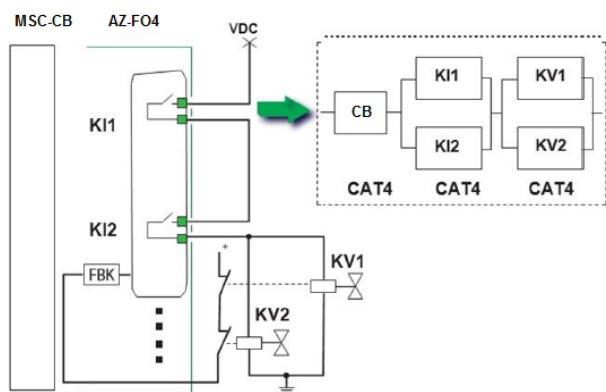 MSC-CB AZ-FO4
VDC
KI1
KI2
FBK
+
KV1
KV2
CB
KI1
KI2
KV1
KV2
CAT4 CAT4 CAT4